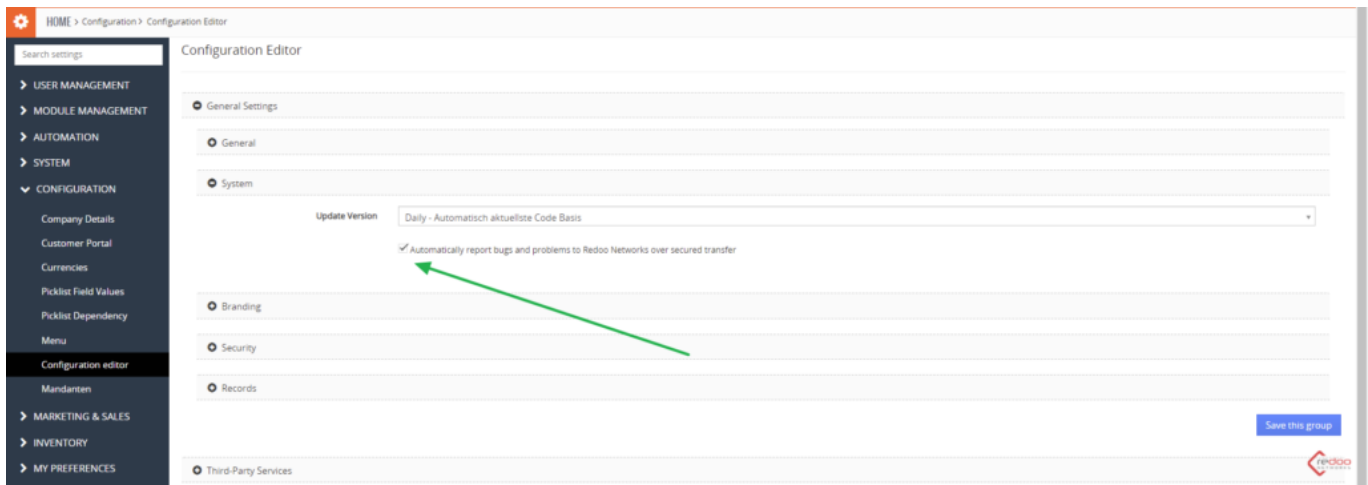 HOME > Configuration > Configuration Editor
Search settings
Configuration Editor
USER MANAGEMENT
MODULE MANAGEMENT
AUTOMATION
SYSTEM
CONFIGURATION
Company Details
Customer Portal
Currencies
Picklist Field Values
Picklist Dependency
Menu
Configuration editor
Mandanten
MARKETING & SALES
INVENTORY
MY PREFERENCES
General Settings
General
System
Update Version
Daily - Automatisch aktuellste Code Basis
Automatically report bugs and problems to Redoo Networks over secured transfer
Branding
Security
Records
Save this group
Third-Party Services
redoo
NETWORKS